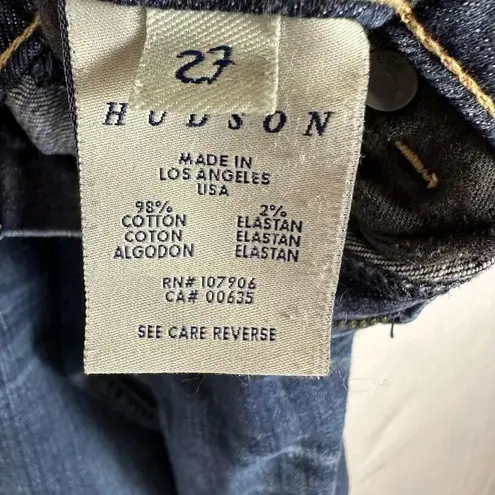 27
HUDSON
MADE IN
LOS ANGELES
USA
98% 2%
COTTON ELASTAN
COTON ELASTAN
ALGODON ELASTAN
RN# 107906
CA# 00635
SEE CARE REVERSE